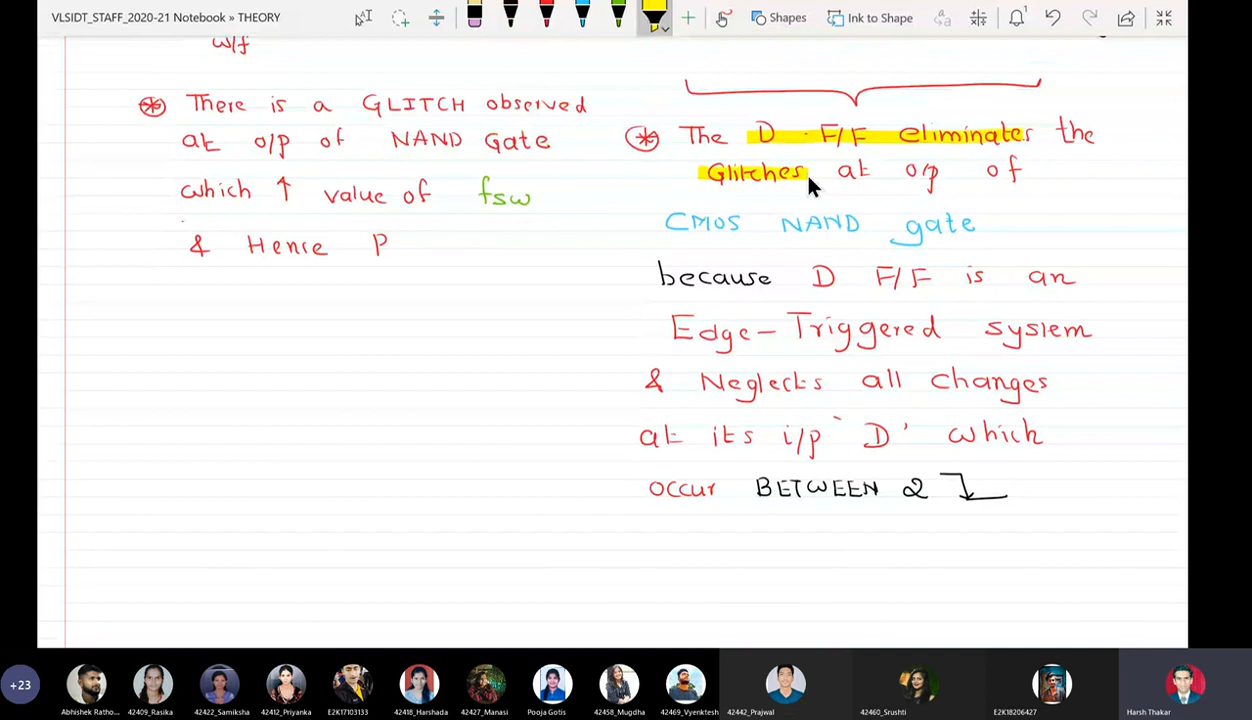 VLSIDT_STAFF_2020-21 Notebook » THEORY
Shapes
Ink to Shape
w/f
⊛ There is a GLITCH observed
at o/p of NAND Gate
which ↑ value of fsw
& Hence P
⊛ The D F/F eliminates the
Glitches at o/p of
CMOS NAND gate
because D F/F is an
Edge-Triggered system
& Neglects all changes
at its i/p 'D' which
occur BETWEEN 2
+23
Abhishek Ratho...
42409_Rasika
42422_Samiksha
42412_Priyanka
E2K17103133
42418_Harshada
42427_Manasi
Pooja Gotis
42458_Mugdha
42469_Vyenktesh
42442_Prajwal
42460_Srushti
E2K18206427
Harsh Thakar